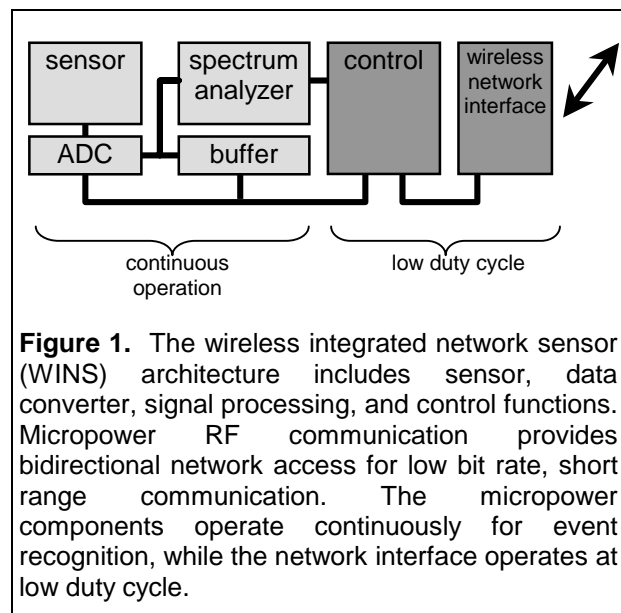 sensor
spectrum
analyzer
control
wireless
network
interface
ADC
buffer
continuous
operation
low duty cycle
Figure 1. The wireless integrated network sensor
(WINS) architecture includes sensor, data
converter, signal processing, and control functions.
Micropower RF communication provides
bidirectional network access for low bit rate, short
range communication. The micropower
components operate continuously for event
recognition, while the network interface operates at
low duty cycle.